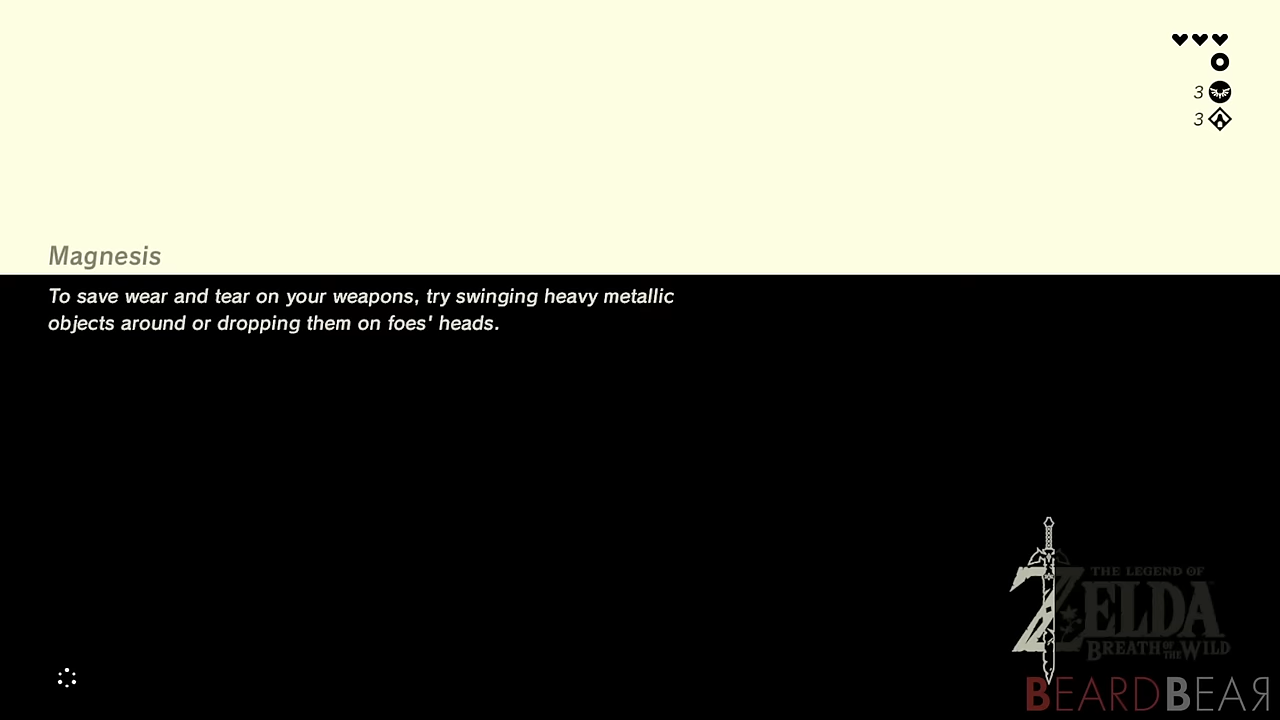 3
3
Magnesis
To save wear and tear on your weapons, try swinging heavy metallic
objects around or dropping them on foes' heads.
THE LEGEND OF
ZELDA
BREATH OF THE WILD
BEARDBEAR